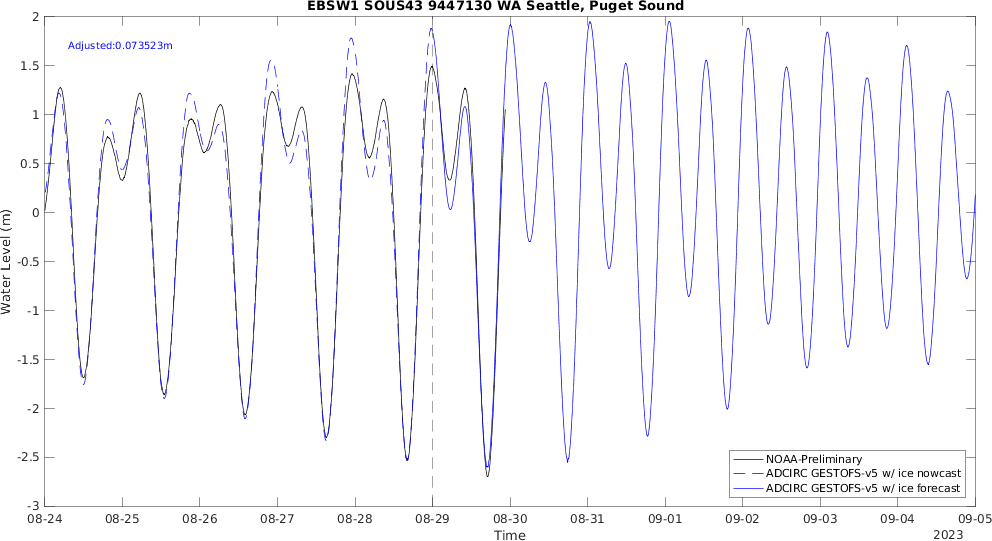 EBSW1 SOUS43 9447130 WA Seattle, Puget Sound
2
1.5
1
0.5
0
-0.5
-1
-1.5
-2
-2.5
-3
Water Level (m)
Adjusted:0.073523m
NOAA-Preliminary
ADCIRC GESTOFS-v5 w/ ice nowcast
ADCIRC GESTOFS-v5 w/ ice forecast
08-24 08-25 08-26 08-27 08-28 08-29 08-30 08-31 09-01 09-02 09-03 09-04 09-05
Time
2023